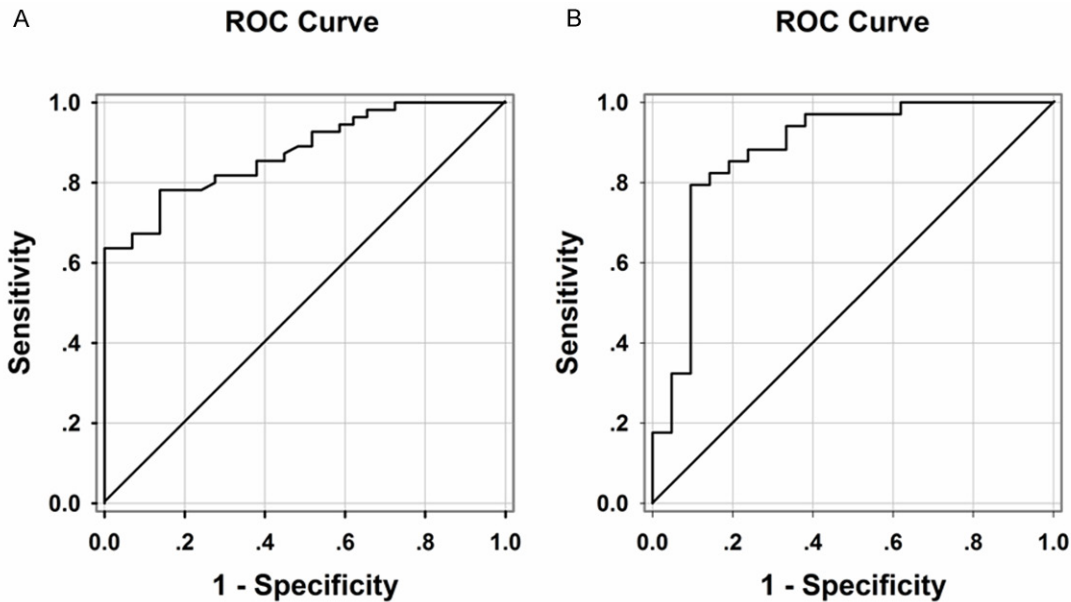 A
ROC Curve
1.0
.8
.6
.4
.2
0.0
Sensitivity
0.0 .2 .4 .6 .8 1.0
1 - Specificity
B
ROC Curve
1.0
.8
.6
.4
.2
0.0
Sensitivity
0.0 .2 .4 .6 .8 1.0
1 - Specificity